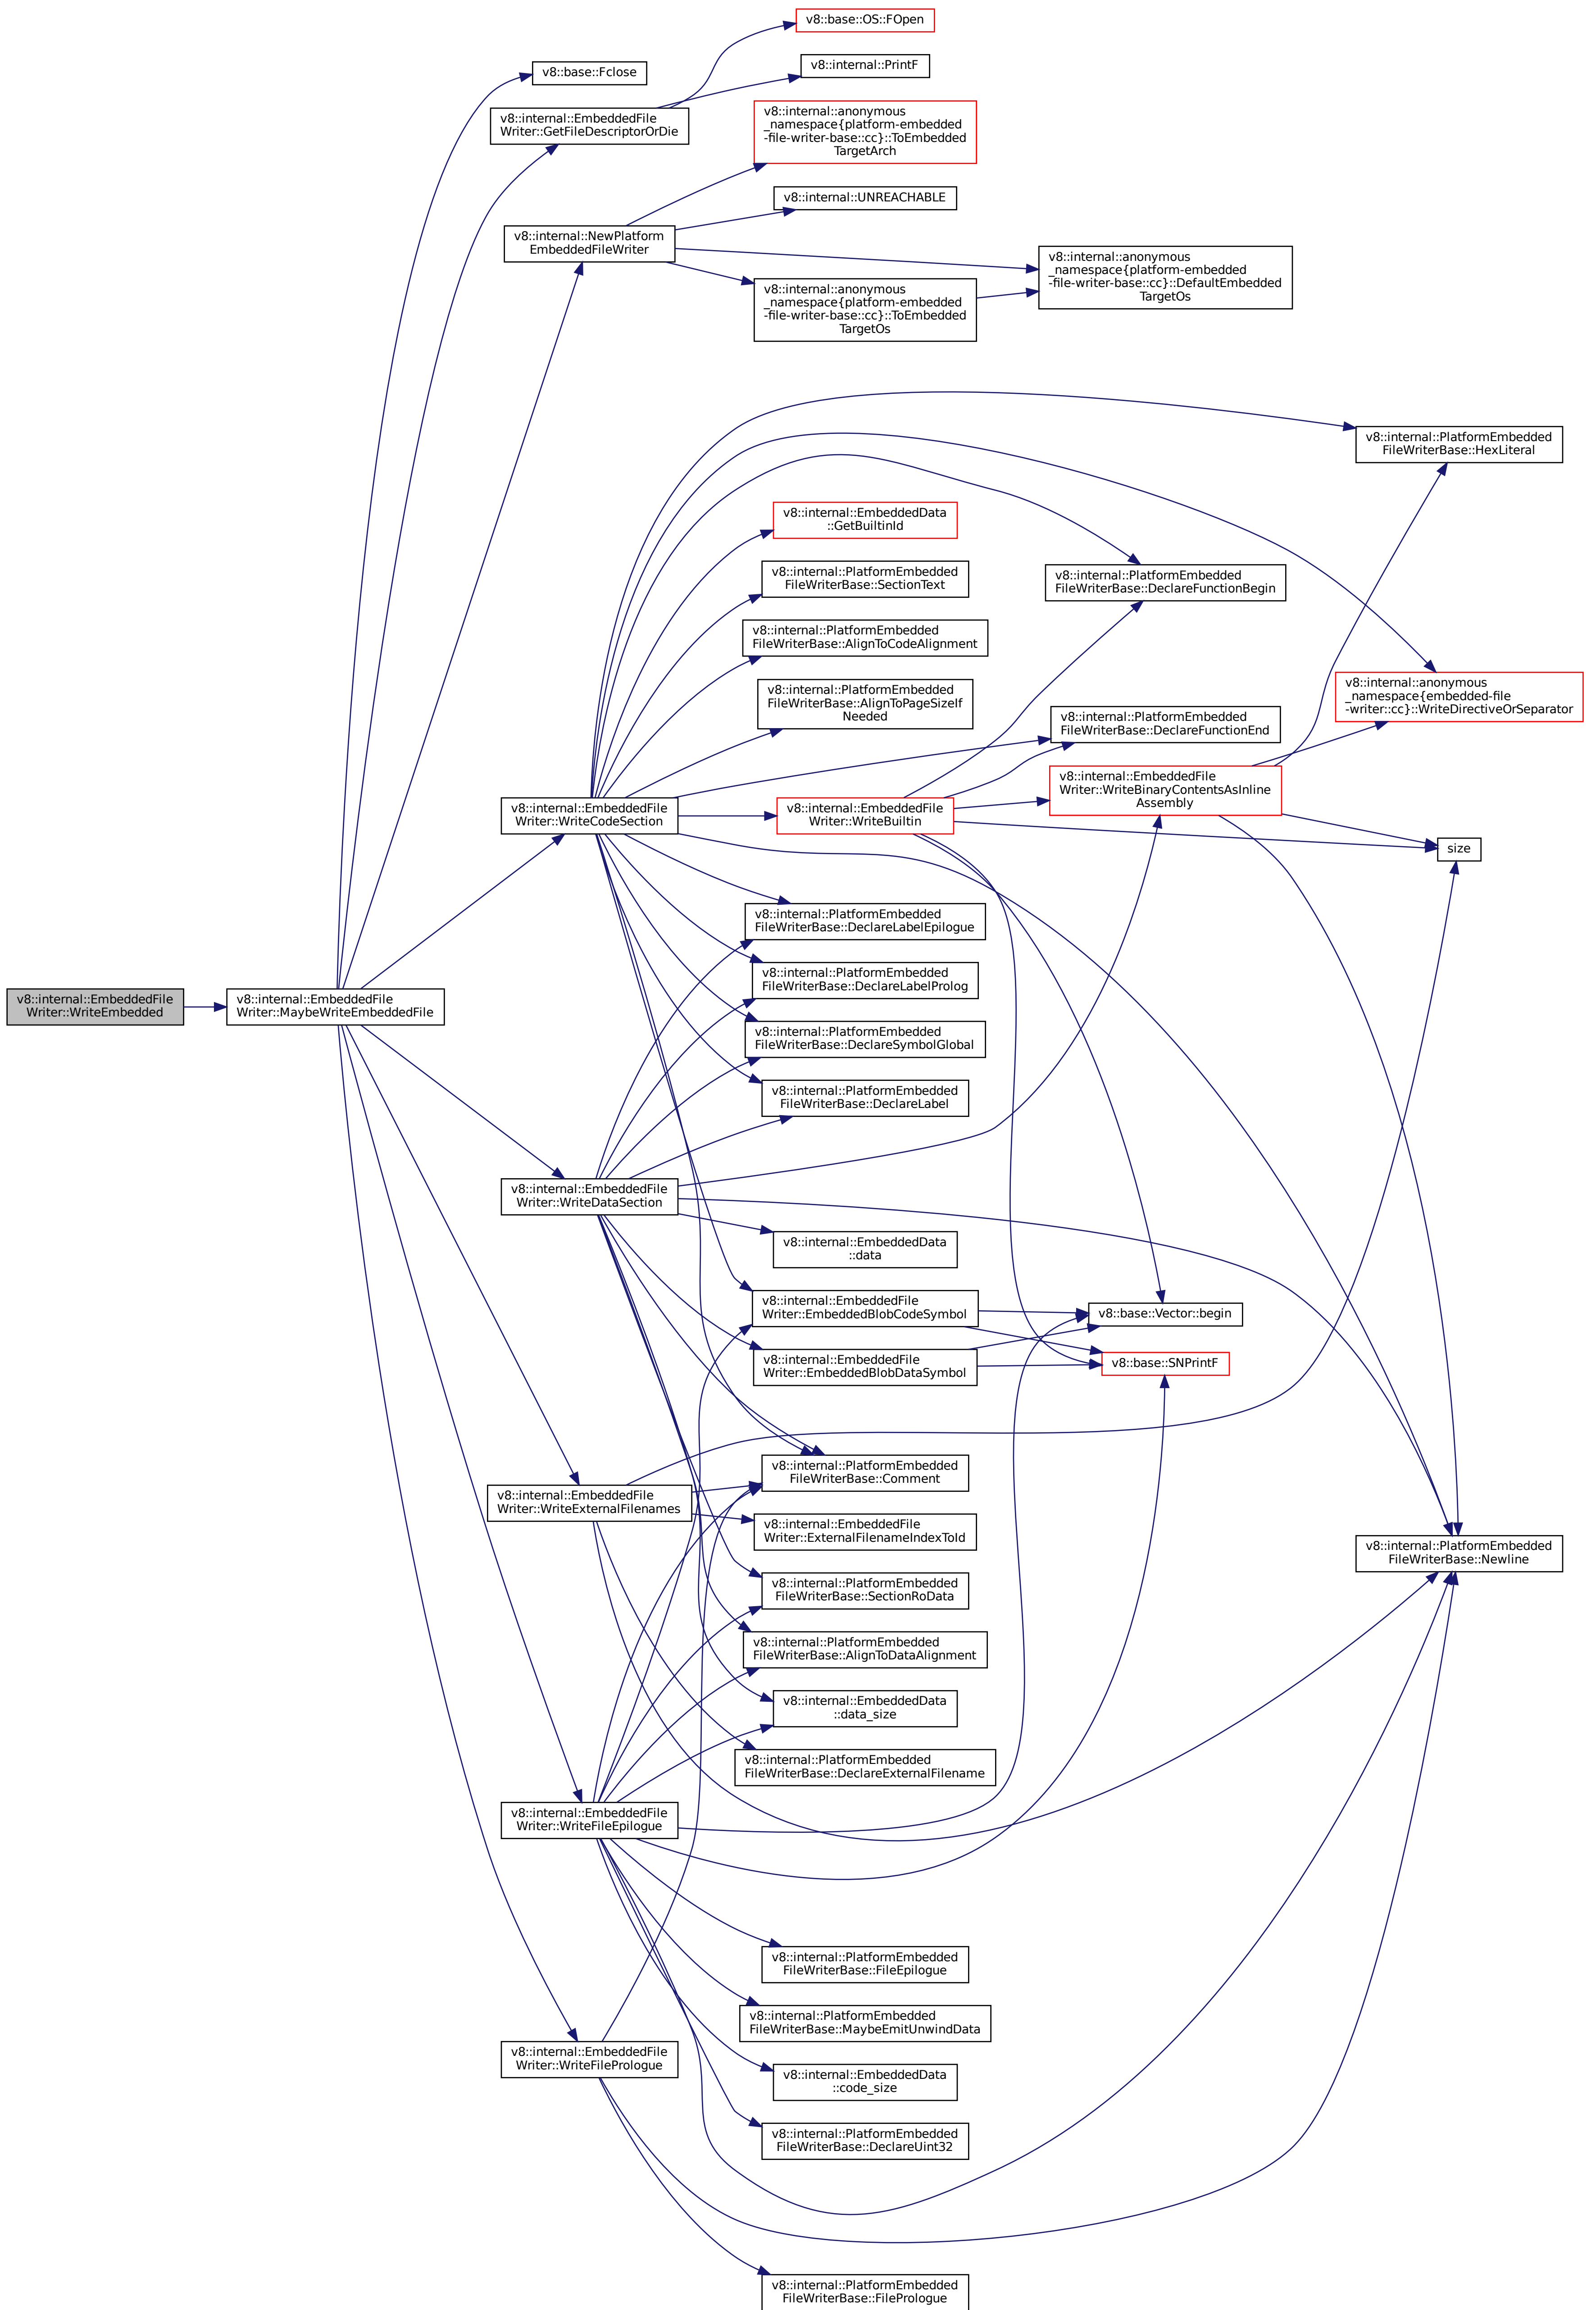 v8::base::OS::FOpen
v8::internal::PrintF
v8::base::Fclose
v8::internal::EmbeddedFile
Writer::GetFileDescriptorOrDie
v8::internal::anonymous
_namespace{platform-embedded
-file-writer-base::cc}::ToEmbedded
TargetArch
v8::internal::UNREACHABLE
v8::internal::NewPlatform
EmbeddedFileWriter
v8::internal::anonymous
_namespace{platform-embedded
-file-writer-base::cc}::DefaultEmbedded
TargetOs
v8::internal::anonymous
_namespace{platform-embedded
-file-writer-base::cc}::ToEmbedded
TargetOs
v8::internal::PlatformEmbedded
FileWriterBase::HexLiteral
v8::internal::EmbeddedData
::GetBuiltinId
v8::internal::PlatformEmbedded
FileWriterBase::SectionText
v8::internal::PlatformEmbedded
FileWriterBase::DeclareFunctionBegin
v8::internal::PlatformEmbedded
FileWriterBase::AlignToCodeAlignment
v8::internal::PlatformEmbedded
FileWriterBase::AlignToPageSizeIf
Needed
v8::internal::anonymous
_namespace{embedded-file
-writer::cc}::WriteDirectiveOrSeparator
v8::internal::PlatformEmbedded
FileWriterBase::DeclareFunctionEnd
v8::internal::EmbeddedFile
Writer::WriteCodeSection
v8::internal::EmbeddedFile
Writer::WriteBuiltin
v8::internal::EmbeddedFile
Writer::WriteBinaryContentsAsInline
Assembly
size
v8::internal::PlatformEmbedded
FileWriterBase::DeclareLabelEpilogue
v8::internal::PlatformEmbedded
FileWriterBase::DeclareLabelProlog
v8::internal::EmbeddedFile
Writer::WriteEmbedded
v8::internal::EmbeddedFile
Writer::MaybeWriteEmbeddedFile
v8::internal::PlatformEmbedded
FileWriterBase::DeclareSymbolGlobal
v8::internal::PlatformEmbedded
FileWriterBase::DeclareLabel
v8::internal::EmbeddedFile
Writer::WriteDataSection
v8::internal::EmbeddedData
::data
v8::internal::EmbeddedFile
Writer::EmbeddedBlobCodeSymbol
v8::base::Vector::begin
v8::internal::EmbeddedFile
Writer::EmbeddedBlobDataSymbol
v8::base::SNPrintF
v8::internal::PlatformEmbedded
FileWriterBase::Comment
v8::internal::EmbeddedFile
Writer::WriteExternalFilenames
v8::internal::EmbeddedFile
Writer::ExternalFilenameIndexToId
v8::internal::PlatformEmbedded
FileWriterBase::Newline
v8::internal::PlatformEmbedded
FileWriterBase::SectionRoData
v8::internal::PlatformEmbedded
FileWriterBase::AlignToDataAlignment
v8::internal::EmbeddedData
::data_size
v8::internal::PlatformEmbedded
FileWriterBase::DeclareExternalFilename
v8::internal::EmbeddedFile
Writer::WriteFileEpilogue
v8::internal::PlatformEmbedded
FileWriterBase::FileEpilogue
v8::internal::PlatformEmbedded
FileWriterBase::MaybeEmitUnwindData
v8::internal::EmbeddedFile
Writer::WriteFilePrologue
v8::internal::EmbeddedData
::code_size
v8::internal::PlatformEmbedded
FileWriterBase::DeclareUint32
v8::internal::PlatformEmbedded
FileWriterBase::FilePrologue